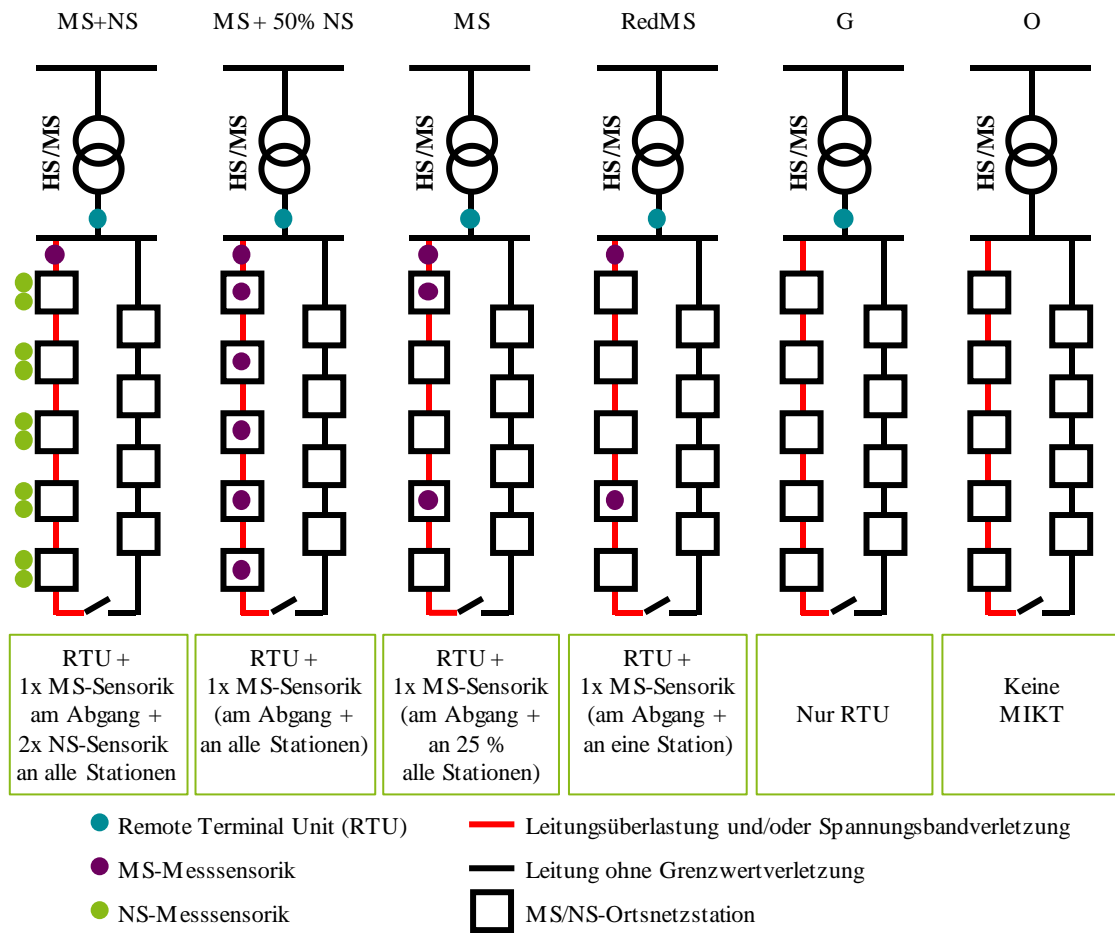 MS+NS
MS + 50% NS
MS
RedMS
G
O
HS/MS
HS/MS
HS/MS
HS/MS
HS/MS
HS/MS
RTU +
1x MS-Sensorik
am Abgang +
2x NS-Sensorik
an alle Stationen
RTU +
1x MS-Sensorik
(am Abgang +
an alle Stationen)
RTU +
1x MS-Sensorik
(am Abgang +
an 25 %
alle Stationen)
RTU +
1x MS-Sensorik
(am Abgang +
an eine Station)
Nur RTU
Keine
MIKT
Remote Terminal Unit (RTU)
MS-Messsensorik
NS-Messsensorik
Leitungsüberlastung und/oder Spannungsbandverletzung
Leitung ohne Grenzwertverletzung
MS/NS-Ortsnetzstation